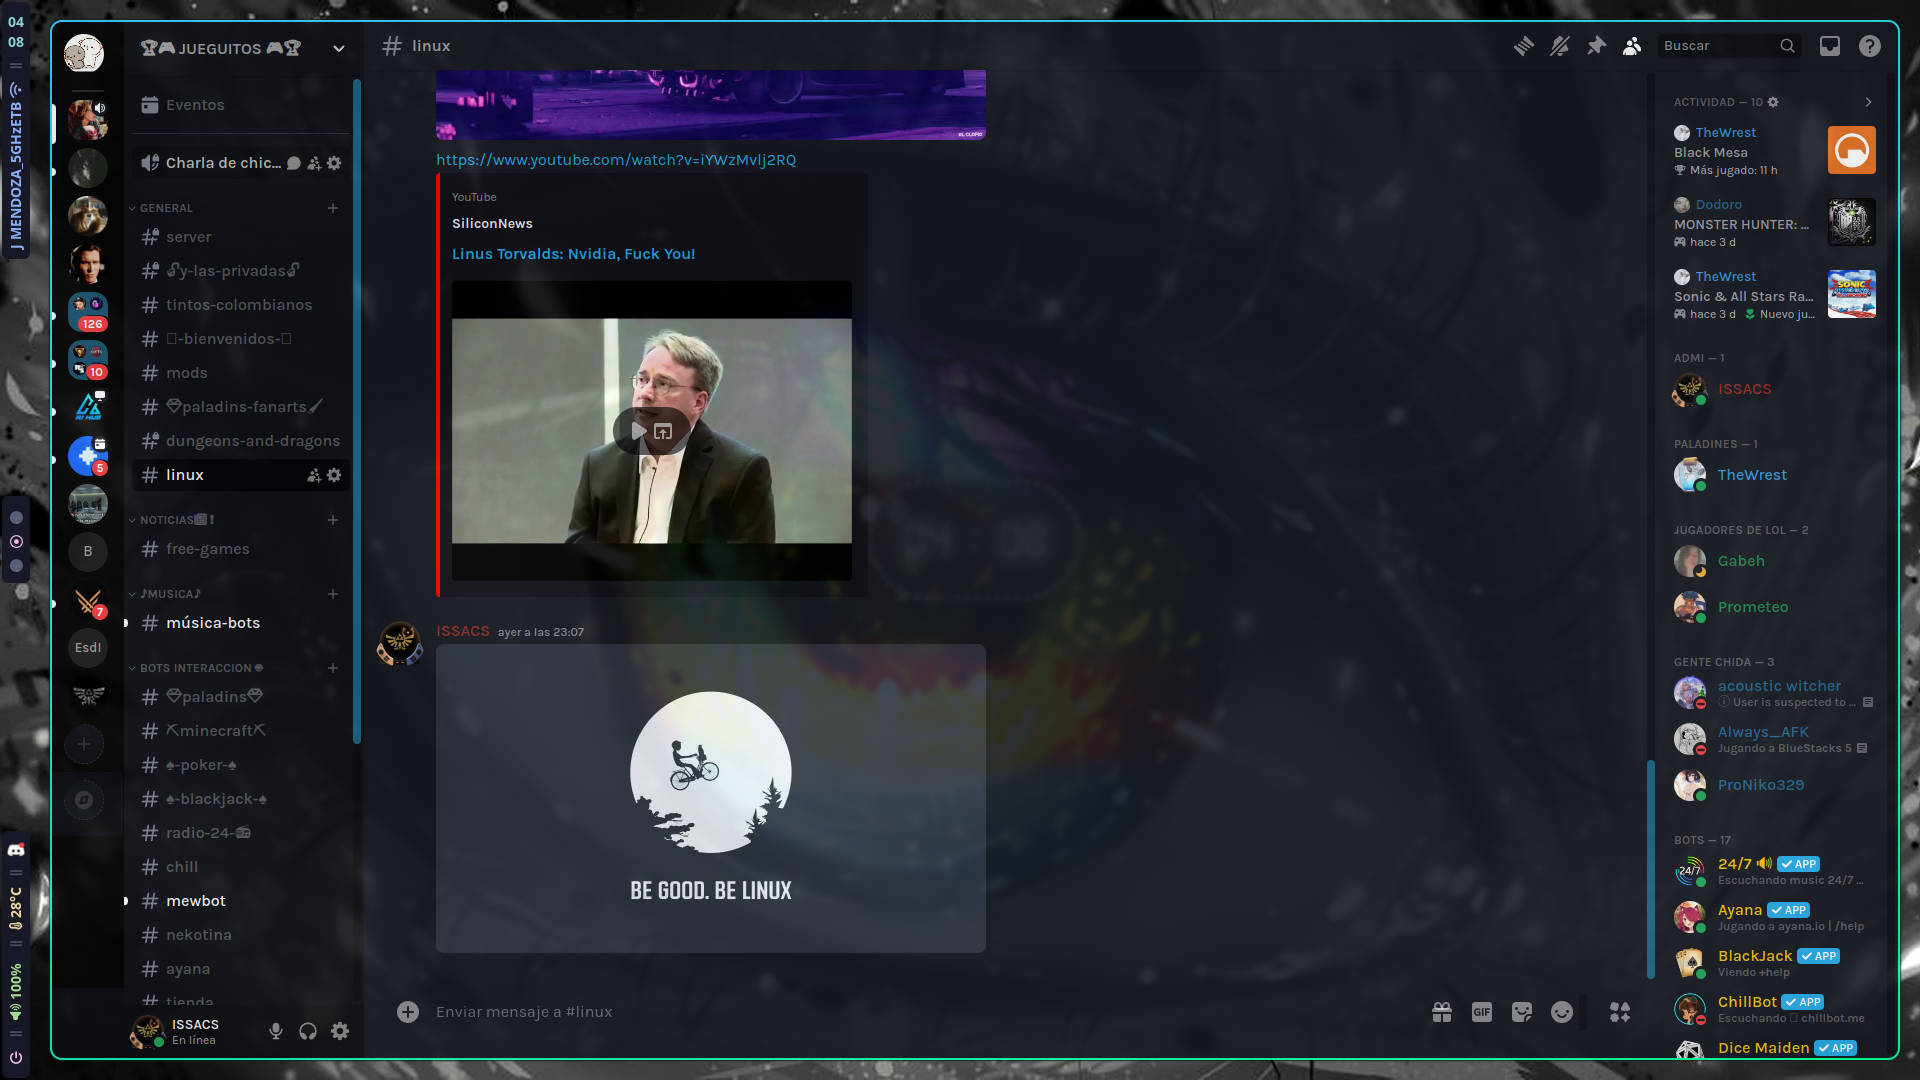 04
08
J MENDOZA_5GHzETB
28°C
100%
126
10
5
B
7
EsdI
JUEGUITOS
Eventos
Charla de chic...
GENERAL
server
y-las-privadas
tintos-colombianos
-bienvenidos-
mods
paladins-fanarts
dungeons-and-dragons
linux
NOTICIAS
free-games
♪MUSICA♪
música-bots
BOTS INTERACCION
paladins
minecraft
♠-poker-♠
♠-blackjack-♠
radio-24-
chill
mewbot
nekotina
ayana
tienda
ISSACS
En línea
linux
Buscar
EL CLOPIC
https://www.youtube.com/watch?v=iYWzMvlj2RQ
YouTube
SiliconNews
Linus Torvalds: Nvidia, Fuck You!
04 08
ISSACS ayer a las 23:07
BE GOOD. BE LINUX
Enviar mensaje a #linux
GIF
ACTIVIDAD — 10
TheWrest
Black Mesa
Más jugado: 11 h
Dodoro
MONSTER HUNTER: ...
hace 3 d
TheWrest
Sonic & All Stars Ra...
hace 3 d Nuevo ju...
SONIC
ADMI — 1
ISSACS
PALADINES — 1
TheWrest
JUGADORES DE LOL — 2
Gabeh
Prometeo
GENTE CHIDA — 3
acoustic witcher
User is suspected to ...
Always_AFK
Jugando a BlueStacks 5
ProNiko329
BOTS — 17
24/7
24/7 APP
Escuchando music 24/7 ...
Ayana APP
Jugando a ayana.io | /help
BlackJack APP
Viendo +help
ChillBot APP
Escuchando chillbot.me
Dice Maiden APP